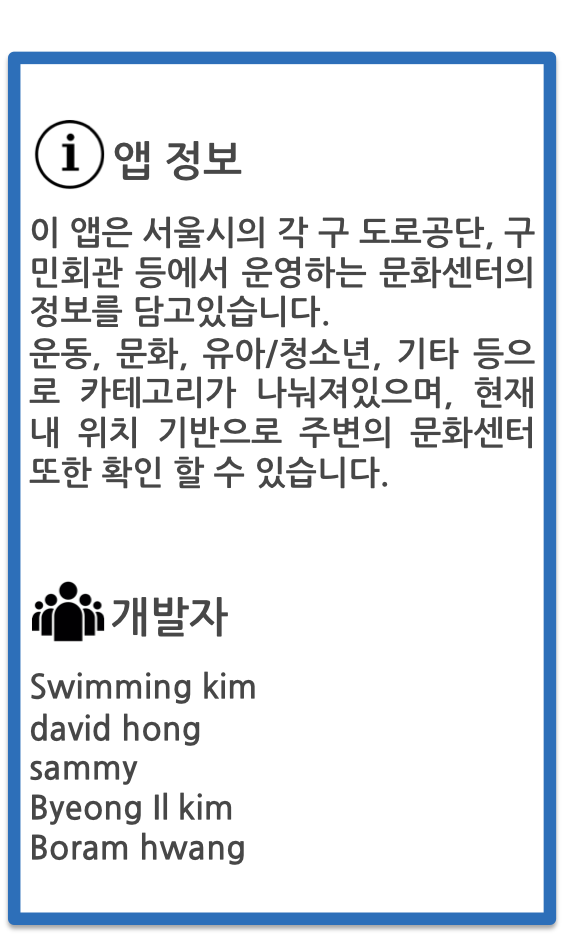 앱 정보
이 앱은 서울시의 각 구 도로공단, 구
민회관 등에서 운영하는 문화센터의
정보를 담고있습니다.
운동, 문화, 유아/청소년, 기타 등으
로 카테고리가 나눠져있으며, 현재
내 위치 기반으로 주변의 문화센터
또한 확인 할 수 있습니다.
개발자
Swimming kim
david hong
sammy
Byeong Il kim
Boram hwang